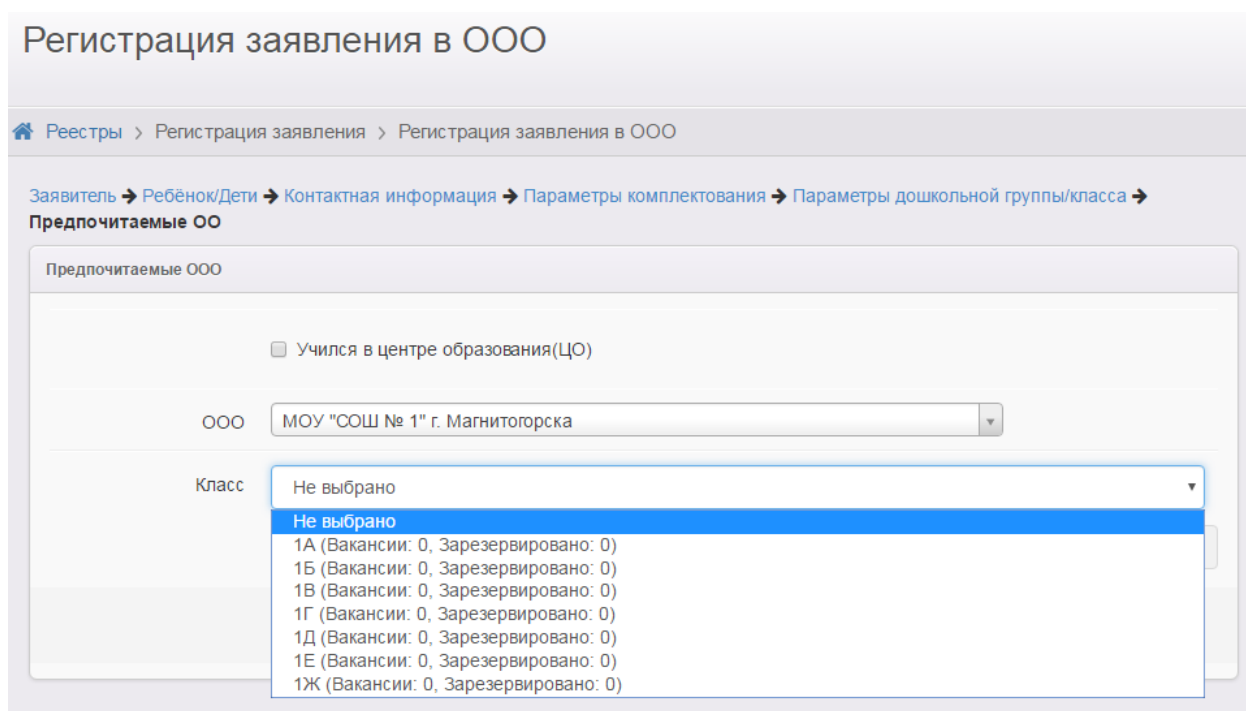 Регистрация заявления в ООО
Реестры > Регистрация заявления > Регистрация заявления в ООО
Заявитель → Ребёнок/Дети → Контактная информация → Параметры комплектования → Параметры дошкольной группы/класса →
Предпочитаемые ОО
Предпочитаемые ООО
Учился в центре образования(ЦО)
ООО МОУ "СОШ № 1" г. Магнитогорска
Класс Не выбрано
Не выбрано
1А (Вакансии: 0, Зарезервировано: 0)
1Б (Вакансии: 0, Зарезервировано: 0)
1В (Вакансии: 0, Зарезервировано: 0)
1Г (Вакансии: 0, Зарезервировано: 0)
1Д (Вакансии: 0, Зарезервировано: 0)
1Е (Вакансии: 0, Зарезервировано: 0)
1Ж (Вакансии: 0, Зарезервировано: 0)